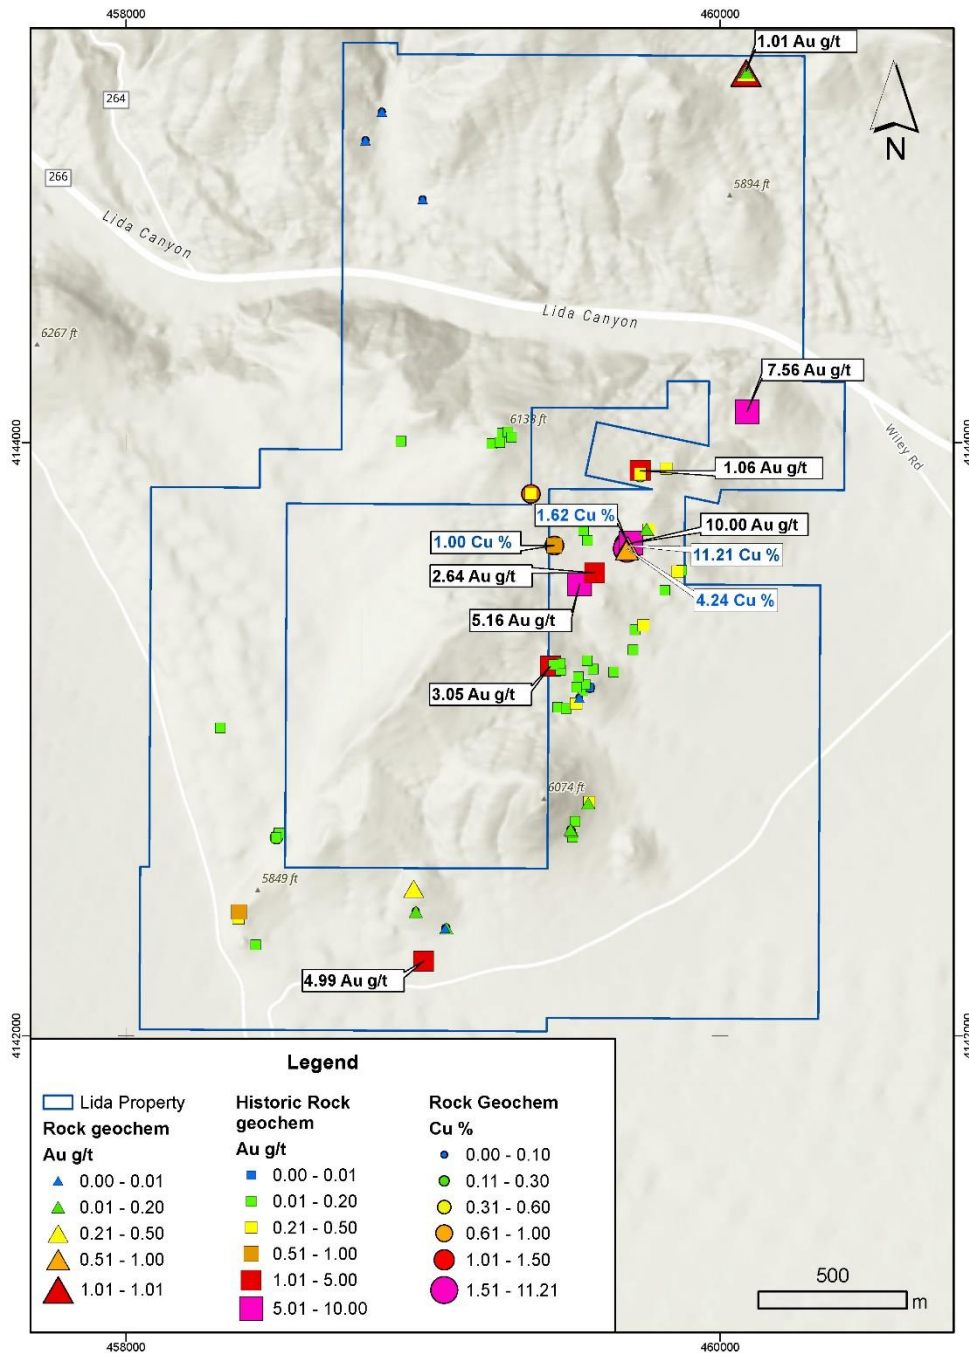 458000
460000
1.01 Au g/t
264
N
266
5894 ft
Lida Canyon
Lida Canyon
6267 ft
7.56 Au g/t
6138 ft
4144000
4144000
Wiley Rd
1.06 Au g/t
1.62 Cu %
10.00 Au g/t
1.00 Cu %
11.21 Cu %
2.64 Au g/t
4.24 Cu %
5.16 Au g/t
3.05 Au g/t
6074 ft
5849 ft
4.99 Au g/t
4142000
4142000
Legend
Lida Property
Rock geochem
Au g/t
0.00 - 0.01
0.01 - 0.20
0.21 - 0.50
0.51 - 1.00
1.01 - 1.01
Historic Rock
geochem
Au g/t
0.00 - 0.01
0.01 - 0.20
0.21 - 0.50
0.51 - 1.00
1.01 - 5.00
5.01 - 10.00
Rock Geochem
Cu %
0.00 - 0.10
0.11 - 0.30
0.31 - 0.60
0.61 - 1.00
1.01 - 1.50
1.51 - 11.21
500
m
458000
460000